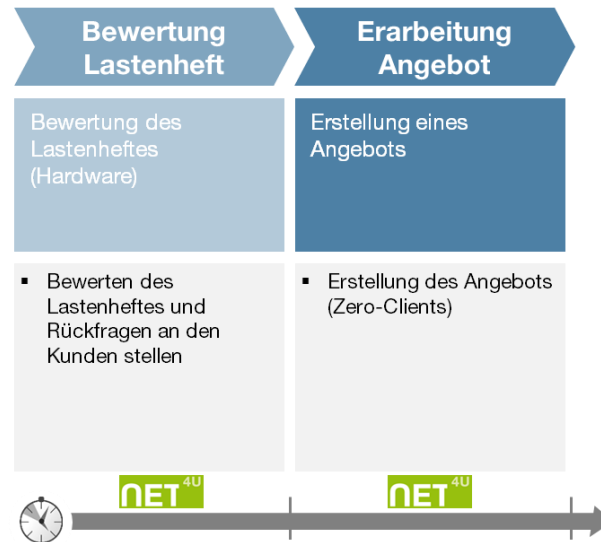 Bewertung
Lastenheft
Erarbeitung
Angebot
Bewertung des
Lastenheftes
(Hardware)
Erstellung eines
Angebots
▪ Bewerten des
Lastenheftes und
Rückfragen an den
Kunden stellen
▪ Erstellung des Angebots
(Zero-Clients)
NET 4U
NET 4U